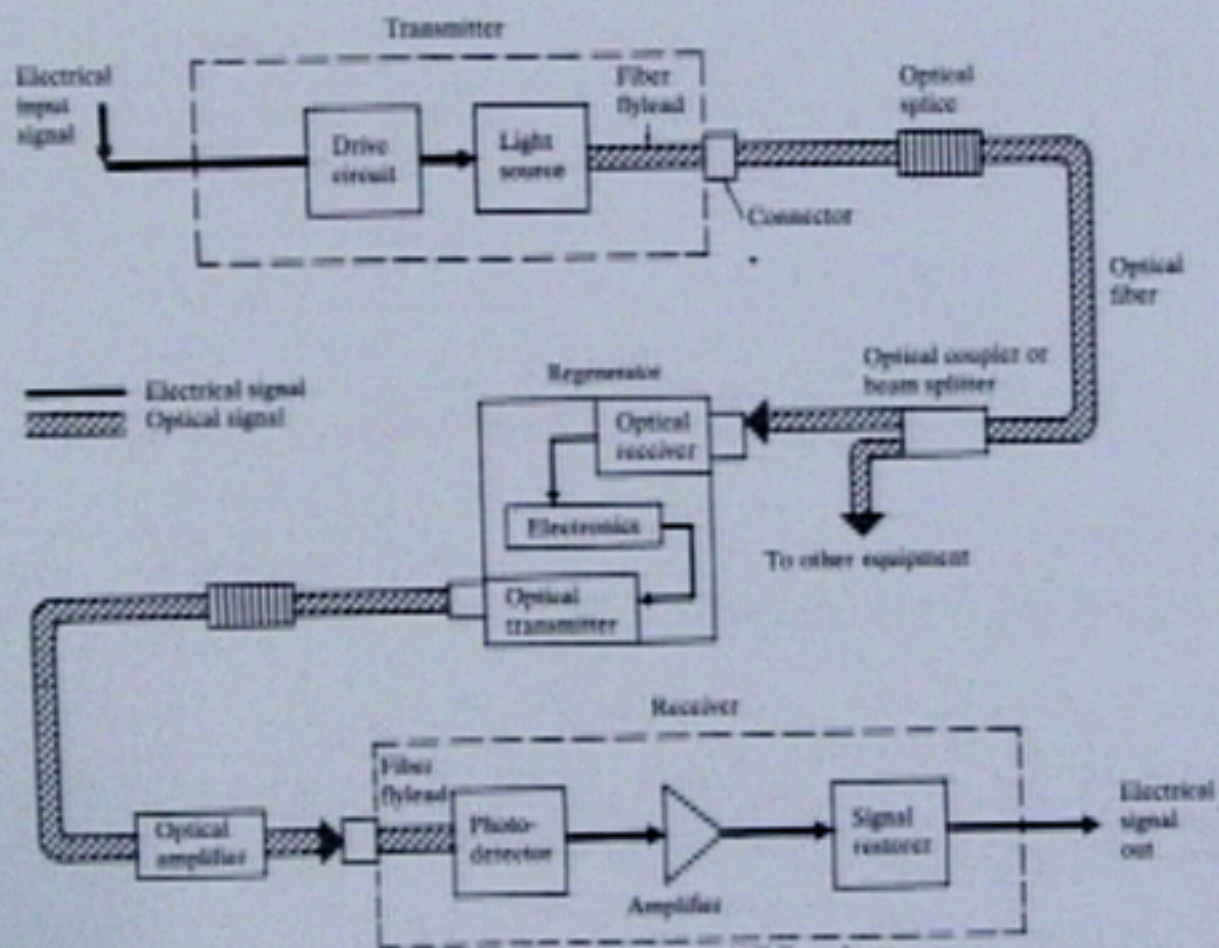 Transmitter
Electrical
input
signal
Fiber
flylead
Optical
splice
Drive
circuit
Light
source
Connector
Optical
fiber
Optical coupler or
beam splitter
Regenerator
Electrical signal
Optical signal
Optical
receiver
Electronics
To other equipment
Optical
transmitter
Receiver
Fiber
flylead
Optical
amplifier
Photo-
detector
Signal
restorer
Electrical
signal
out
Amplifier